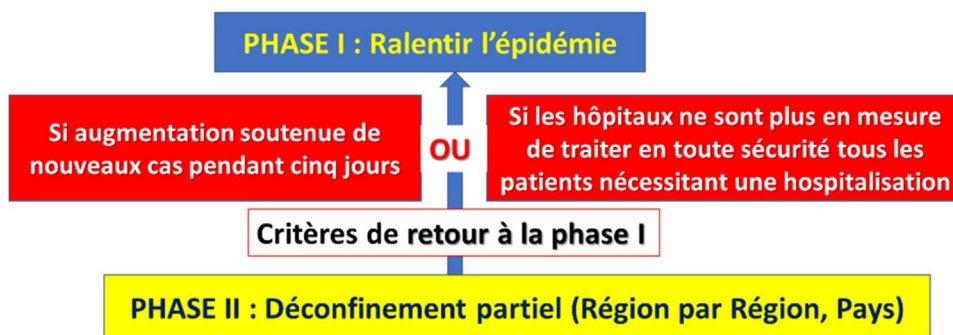 PHASE I : Ralentir l'épidémie
Si augmentation soutenue de
nouveaux cas pendant cinq jours
OU
Si les hôpitaux ne sont plus en mesure
de traiter en toute sécurité tous les
patients nécessitant une hospitalisation
Critères de retour à la phase I
PHASE II : Déconfinement partiel (Région par Région, Pays)